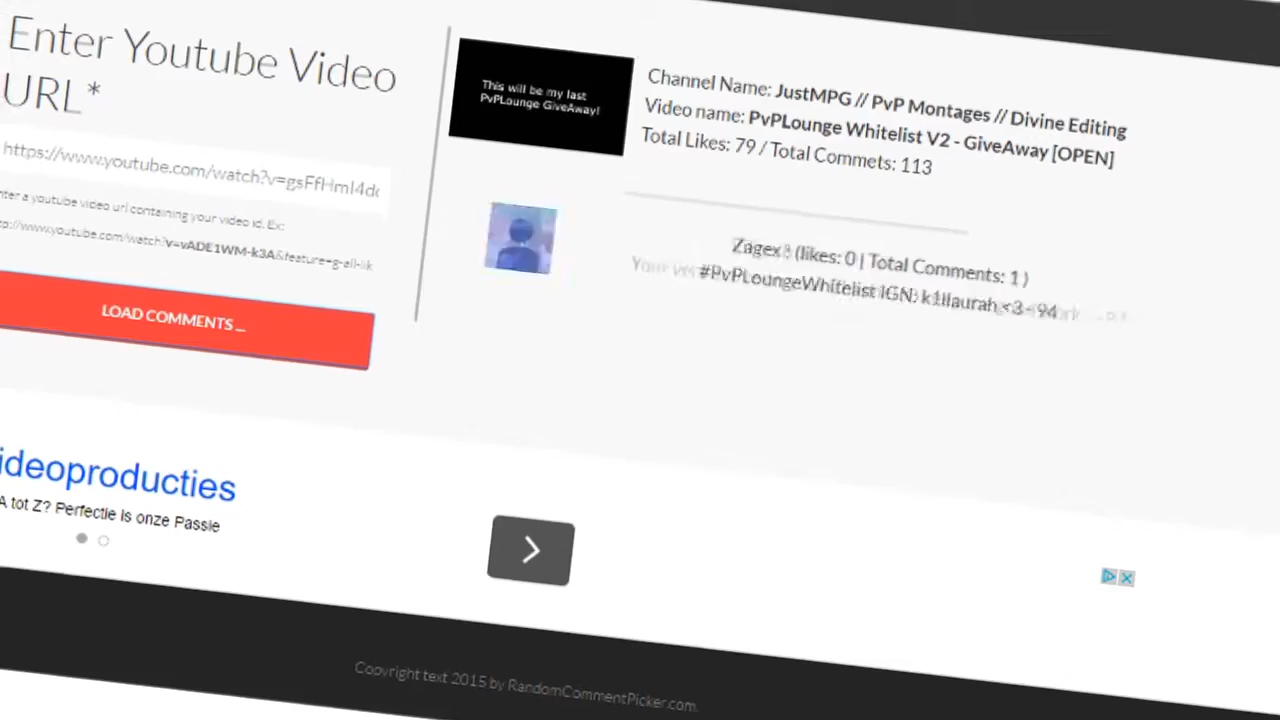 Enter Youtube Video
URL*
https://www.youtube.com/watch?v=gsFfHmI4d
nter a youtube video url containing your video id. Ex:
tp://www.youtube.com/watch?v=vADE1WM-k3A&feature=g-all-lik
LOAD COMMENTS ...
This will be my last
PvPLounge GiveAway!
Channel Name: JustMPG // PvP Montages // Divine Editing
Video name: PvPLounge Whitelist V2 - GiveAway [OPEN]
Total Likes: 79 / Total Commets: 113
(likes: 0 | Total Comments: 1 )
#PvPLoungeWhitelist IGN: k1llaurah <3 - 94
ideoproducties
A tot Z? Perfectie is onze Passie
Copyright text 2015 by RandomCommentPicker.com.